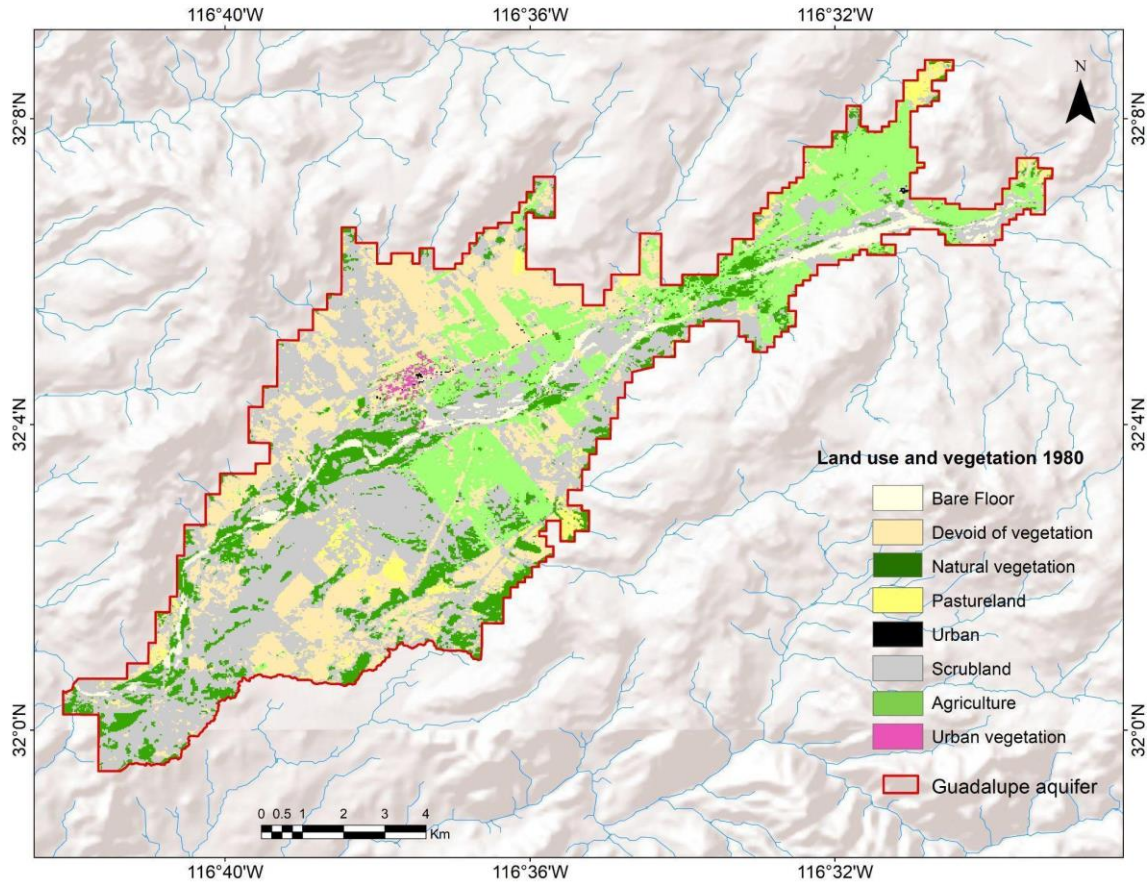 116°40'W 116°36'W 116°32'W
N
32°8'N 32°8'N
32°4'N 32°4'N
Land use and vegetation 1980
Bare Floor
Devoid of vegetation
Natural vegetation
Pastureland
Urban
Scrubland
Agriculture
Urban vegetation
Guadalupe aquifer
32°0'N 32°0'N
0 0.5 1 2 3 4
Km
116°40'W 116°36'W 116°32'W